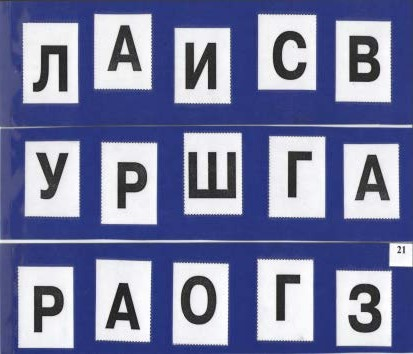 Л А И С В
У Р Ш Г А
21
Р А О Г З